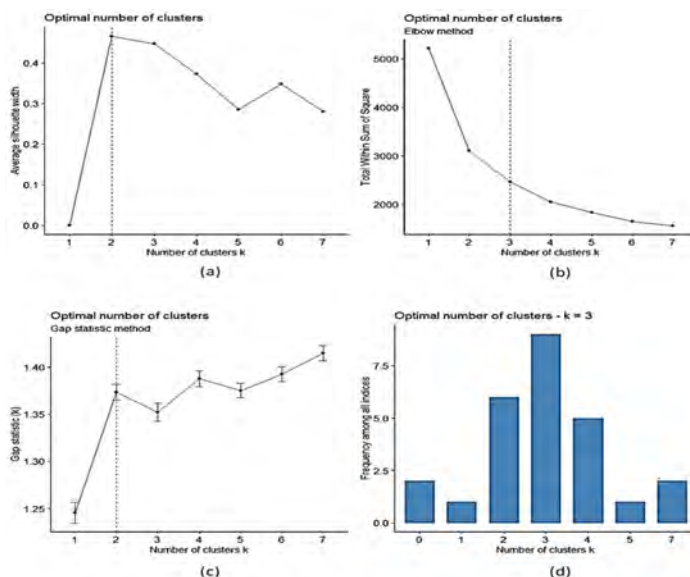 Optimal number of clusters
Average silhouette width
0.4
0.3
0.2
0.1
0.0
1 2 3 4 5 6 7
Number of clusters k
(a)
Optimal number of clusters
Elbow method
Total Within Sum of Square
5000
4000
3000
2000
1 2 3 4 5 6 7
Number of clusters k
(b)
Optimal number of clusters
Gap statistic method
Gap statistic (k)
1.40
1.35
1.30
1.25
1 2 3 4 5 6 7
Number of clusters k
(c)
Optimal number of clusters - k = 3
Frequency among all indices
7.5
5.0
2.5
0.0
0 1 2 3 4 5 7
Number of clusters k
(d)